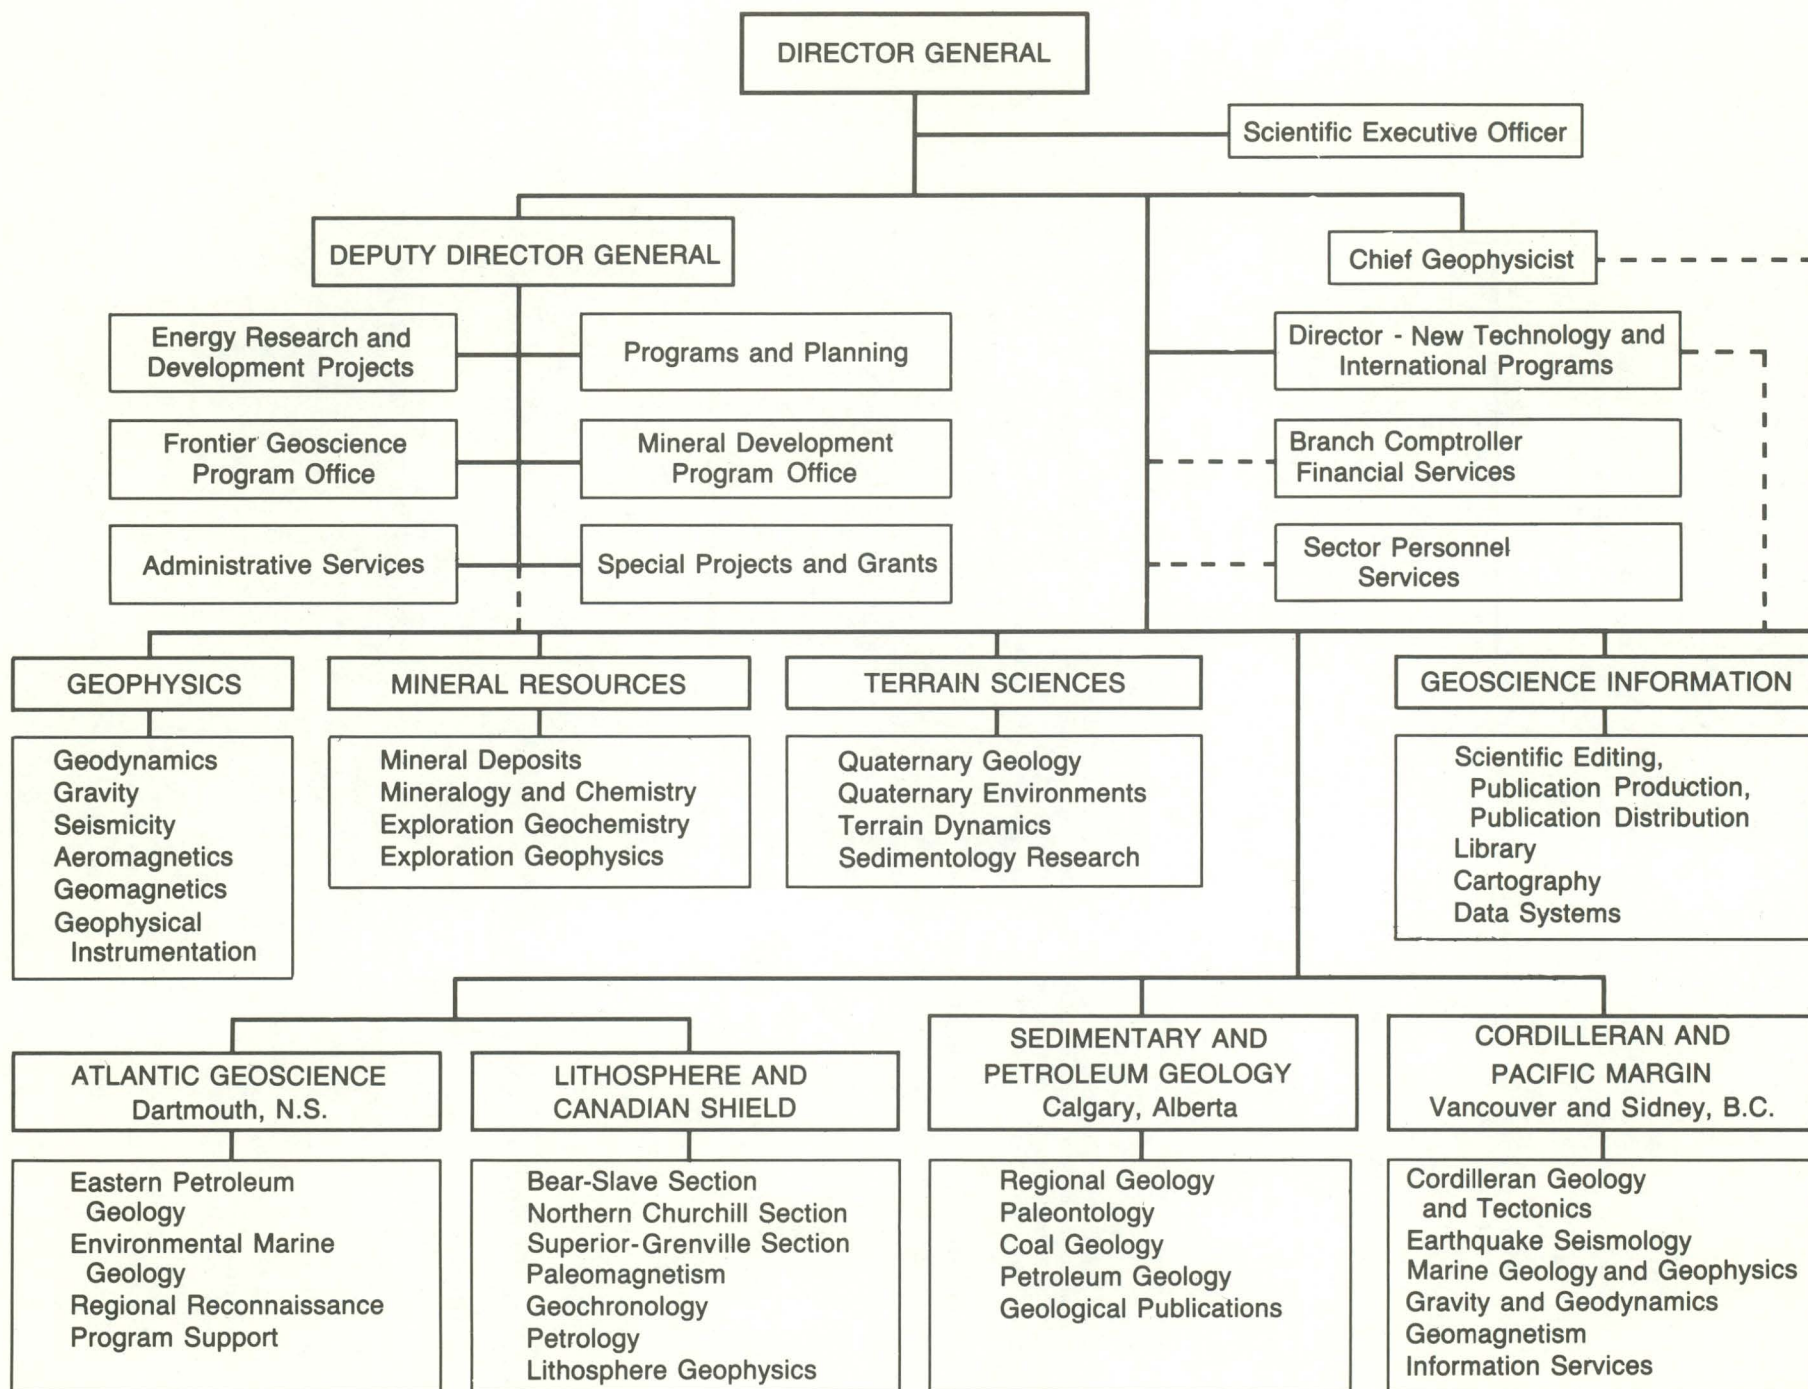 DIRECTOR GENERAL
Scientific Executive Officer
DEPUTY DIRECTOR GENERAL
Chief Geophysicist
Energy Research and
Development Projects
Programs and Planning
Director - New Technology and
International Programs
Frontier Geoscience
Program Office
Mineral Development
Program Office
Branch Comptroller
Financial Services
Administrative Services
Special Projects and Grants
Sector Personnel
Services
GEOPHYSICS
MINERAL RESOURCES
TERRAIN SCIENCES
GEOSCIENCE INFORMATION
Geodynamics
Gravity
Seismicity
Aeromagnetics
Geomagnetics
Geophysical
Instrumentation
Mineral Deposits
Mineralogy and Chemistry
Exploration Geochemistry
Exploration Geophysics
Quaternary Geology
Quaternary Environments
Terrain Dynamics
Sedimentology Research
Scientific Editing,
Publication Production,
Publication Distribution
Library
Cartography
Data Systems
ATLANTIC GEOSCIENCE
Dartmouth, N.S.
LITHOSPHERE AND
CANADIAN SHIELD
SEDIMENTARY AND
PETROLEUM GEOLOGY
Calgary, Alberta
CORDILLERAN AND
PACIFIC MARGIN
Vancouver and Sidney, B.C.
Eastern Petroleum
Geology
Environmental Marine
Geology
Regional Reconnaissance
Program Support
Bear-Slave Section
Northern Churchill Section
Superior-Grenville Section
Paleomagnetism
Geochronology
Petrology
Lithosphere Geophysics
Regional Geology
Paleontology
Coal Geology
Petroleum Geology
Geological Publications
Cordilleran Geology
and Tectonics
Earthquake Seismology
Marine Geology and Geophysics
Gravity and Geodynamics
Geomagnetism
Information Services